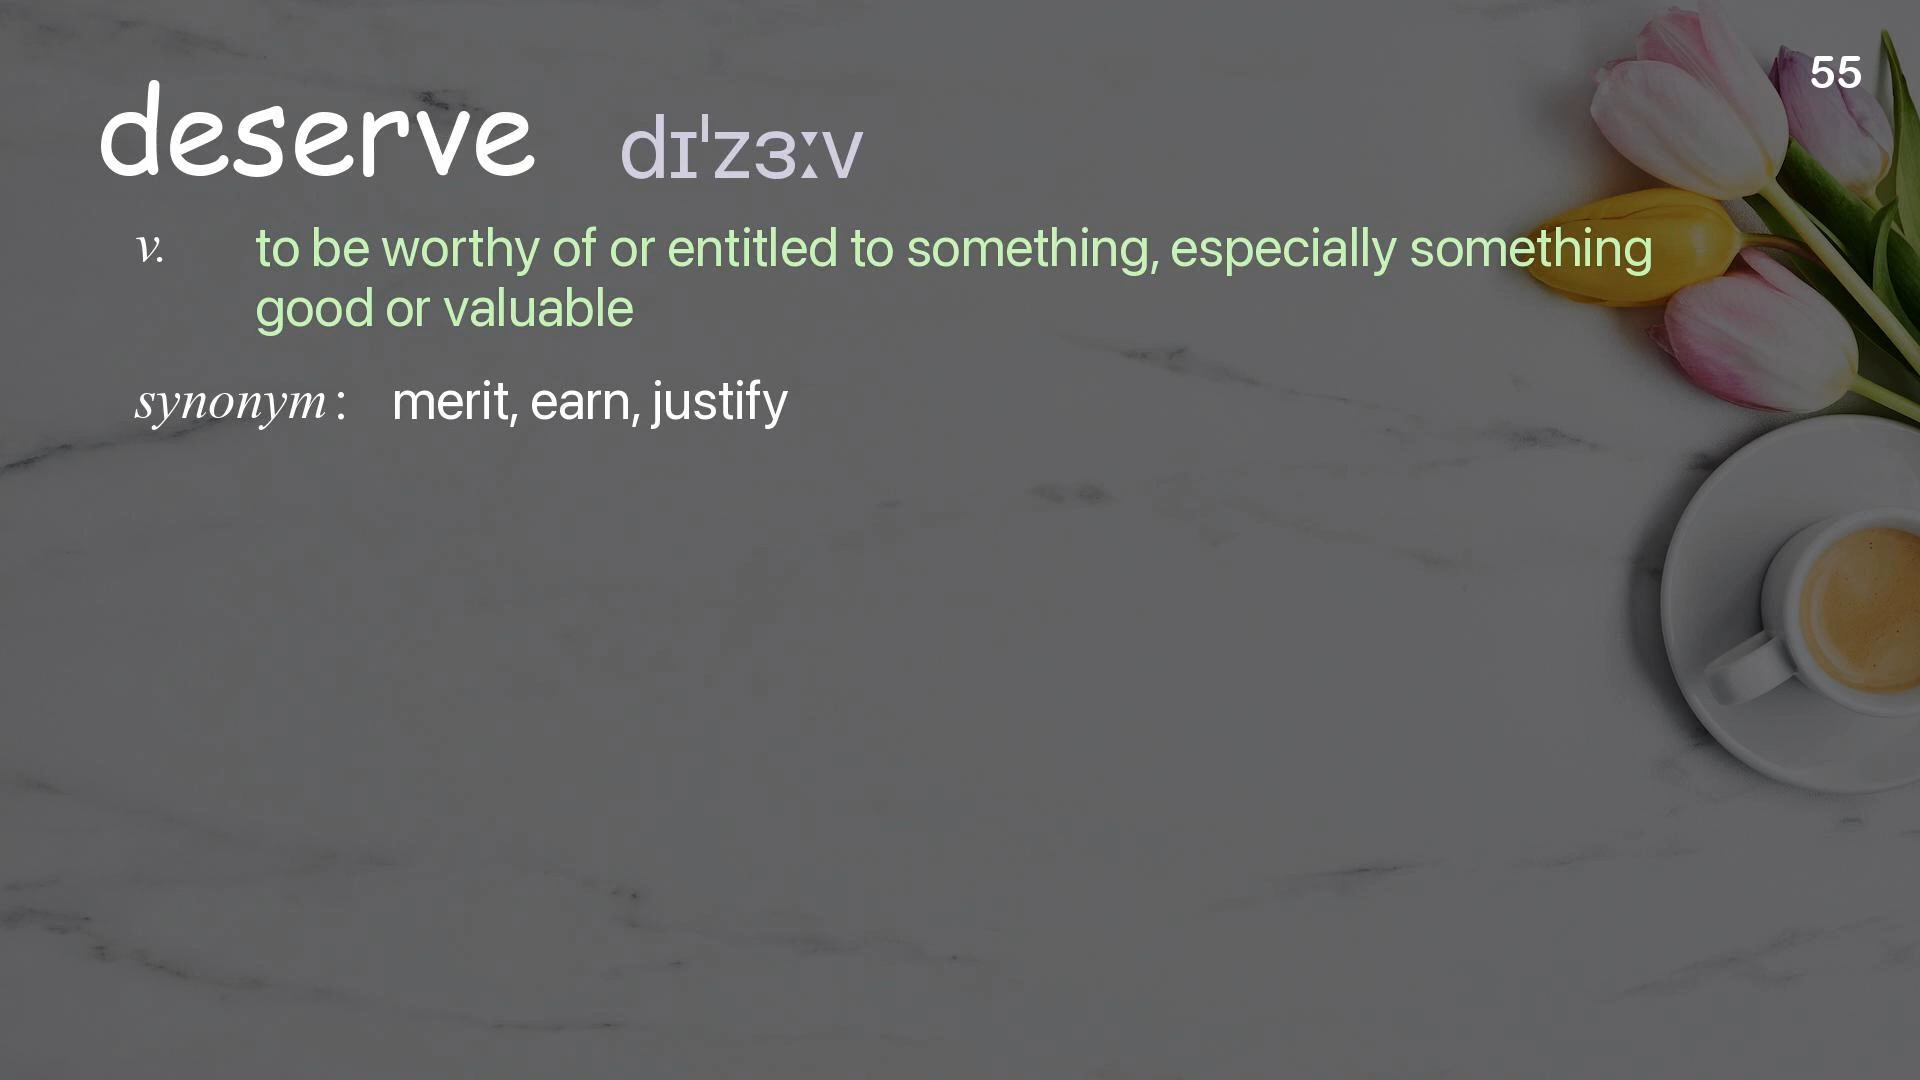 55
deserve dɪˈzɜːv
v. to be worthy of or entitled to something, especially something
good or valuable
synonym: merit, earn, justify